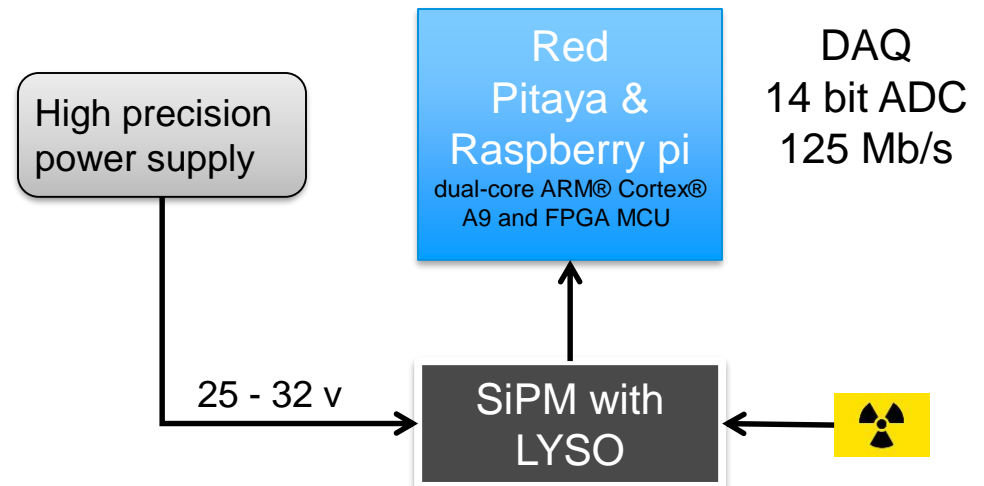 High precision
power supply
Red
Pitaya &
Raspberry pi
dual-core ARM® Cortex®
A9 and FPGA MCU
DAQ
14 bit ADC
125 Mb/s
25 - 32 v
SiPM with
LYSO